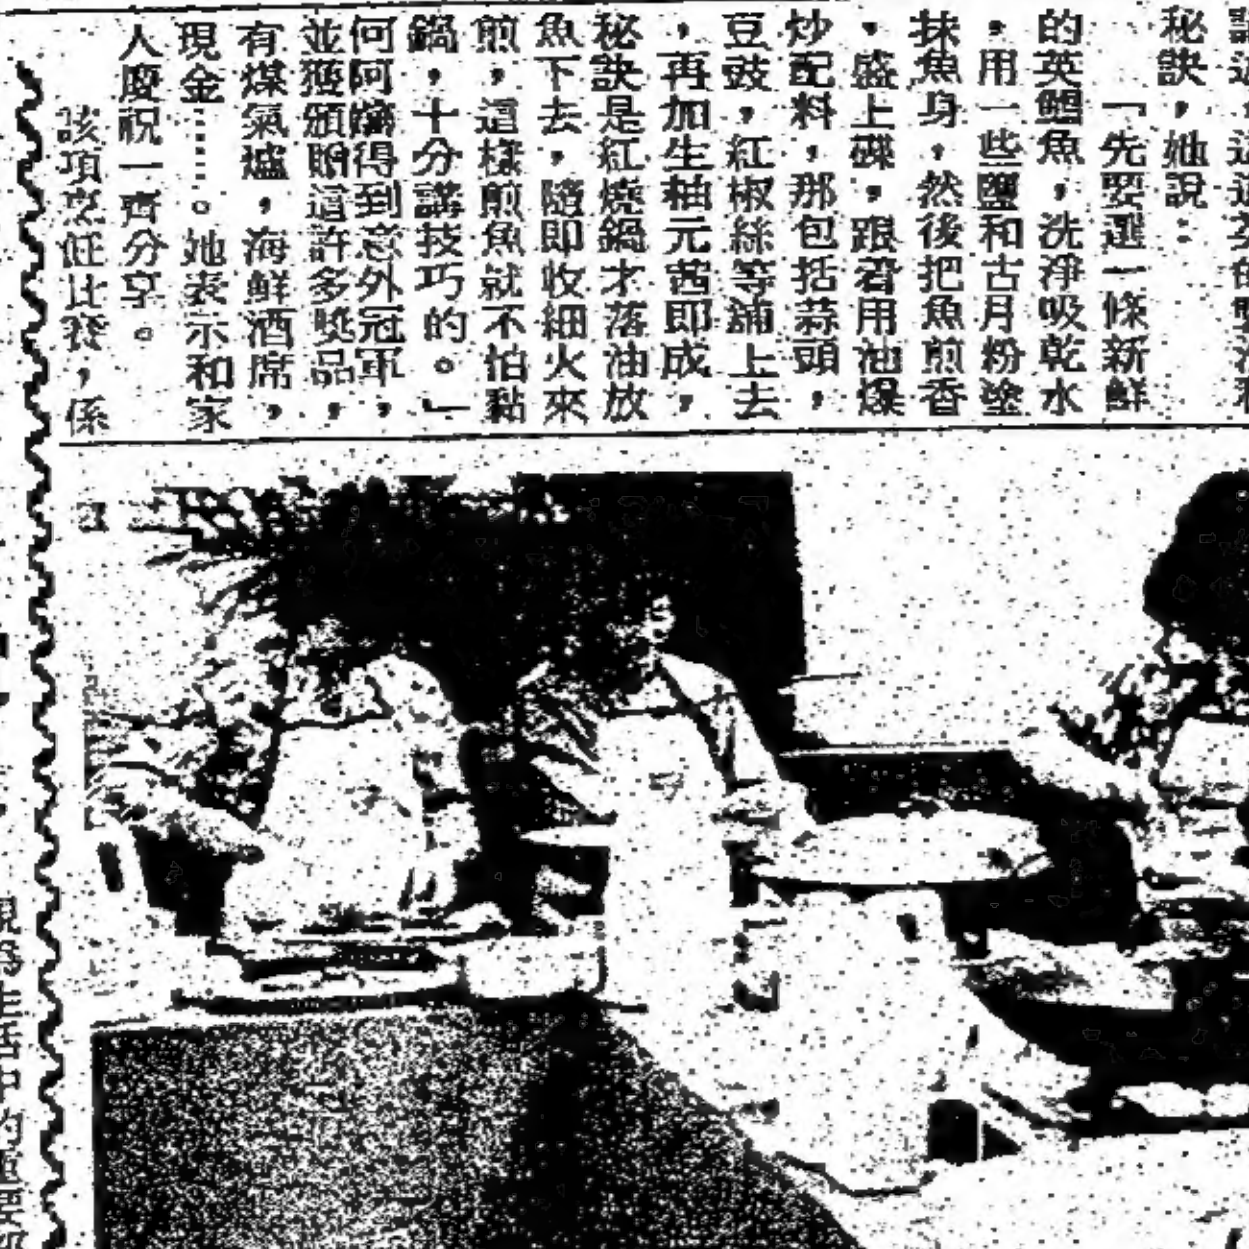 秘訣，她說：
「先要選一條新鮮
的英鱠魚，洗淨吸乾水
，用一些鹽和古月粉塗
抹魚身，然後把魚煎香
，盛上碟，跟着用油爆
炒配料，那包括蒜頭，
豆豉，紅椒絲等舖上去
，再加生抽元茜即成，
秘訣是紅燒鍋才落油放
魚下去，隨即收細火來
煎，這樣煎魚就不怕黏
鍋，十分講技巧的。」
何阿嬌得到意外冠軍，
並獲頒贈這許多獎品，
有煤氣爐，海鮮酒席，
現金……。她表示和家
人慶祝一齊分享。
該項烹飪比賽，係